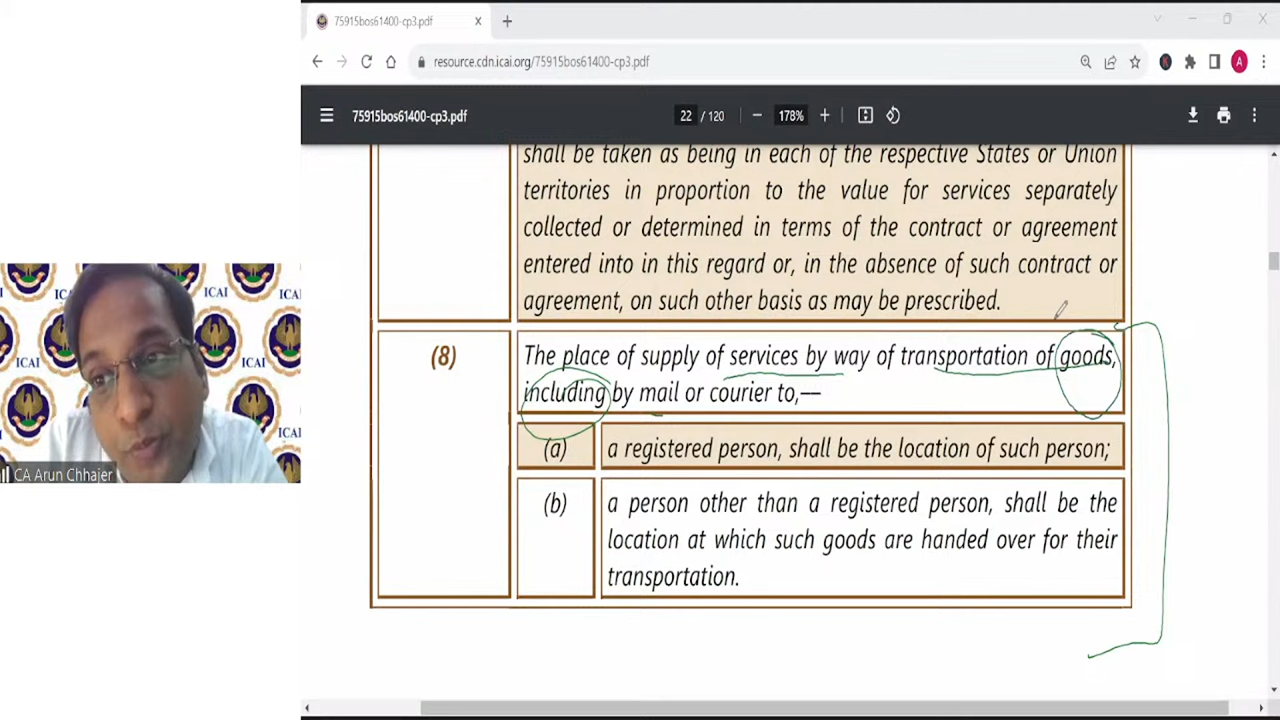 75915bos61400-cp3.pdf
resource.cdn.icai.org/75915bos61400-cp3.pdf
A
75915bos61400-cp3.pdf
22 / 120
178%
shall be taken as being in each of the respective States or Union
territories in proportion to the value for services separately
collected or determined in terms of the contract or agreement
entered into in this regard or, in the absence of such contract or
agreement, on such other basis as may be prescribed.
(8)
The place of supply of services by way of transportation of goods,
including by mail or courier to,––
(a)
a registered person, shall be the location of such person;
(b)
a person other than a registered person, shall be the
location at which such goods are handed over for their
transportation.
ICAI
ICAI
ICAI
ICAI
ICAI
CA Arun Chhajer